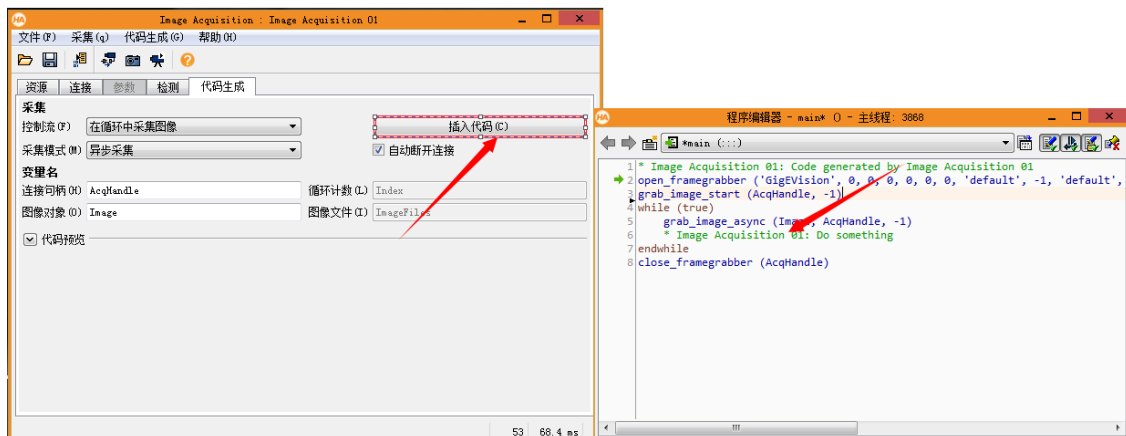 HA Image Acquisition : Image Acquisition 01
文件(F) 采集(q) 代码生成(G) 帮助(H)
资源 连接 参数 检测 代码生成
采集
控制流(F) 在循环中采集图像 插入代码(C)
采集模式(M) 异步采集 自动断开连接
变量名
连接句柄(H) AcqHandle 循环计数(L) Index
图像对象(O) Image 图像文件(I) ImageFiles
代码预览
53 68.4 ms
HA 程序编辑器 - main* () - 主线程: 3868
*main (:::)
1 * Image Acquisition 01: Code generated by Image Acquisition 01
2 open_framegrabber ('GigEVision', 0, 0, 0, 0, 0, 0, 'default', -1, 'default',
3 grab_image_start (AcqHandle, -1)
4 while (true)
5 grab_image_async (Image, AcqHandle, -1)
6 * Image Acquisition 01: Do something
7 endwhile
8 close_framegrabber (AcqHandle)